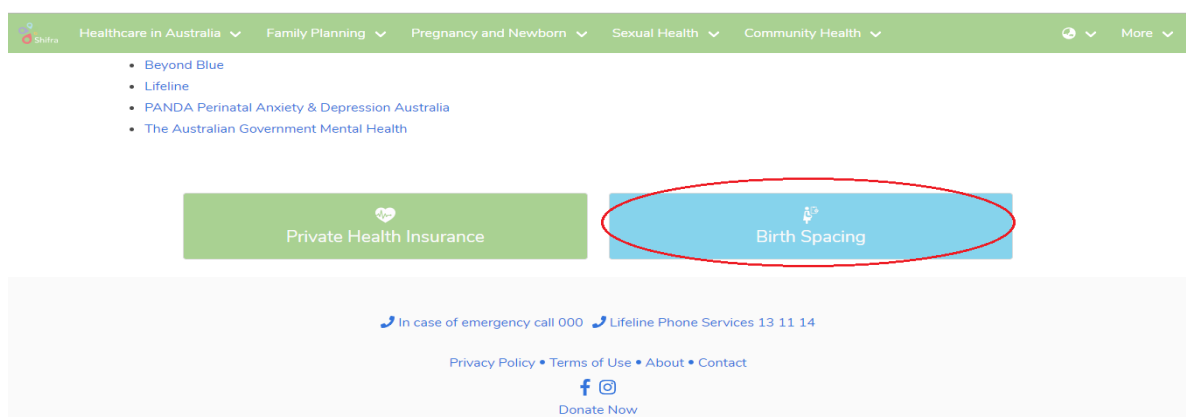 Shifra Healthcare in Australia Family Planning Pregnancy and Newborn Sexual Health Community Health More
Beyond Blue
Lifeline
PANDA Perinatal Anxiety & Depression Australia
The Australian Government Mental Health
Private Health Insurance
Birth Spacing
In case of emergency call 000 Lifeline Phone Services 13 11 14
Privacy Policy • Terms of Use • About • Contact
Donate Now